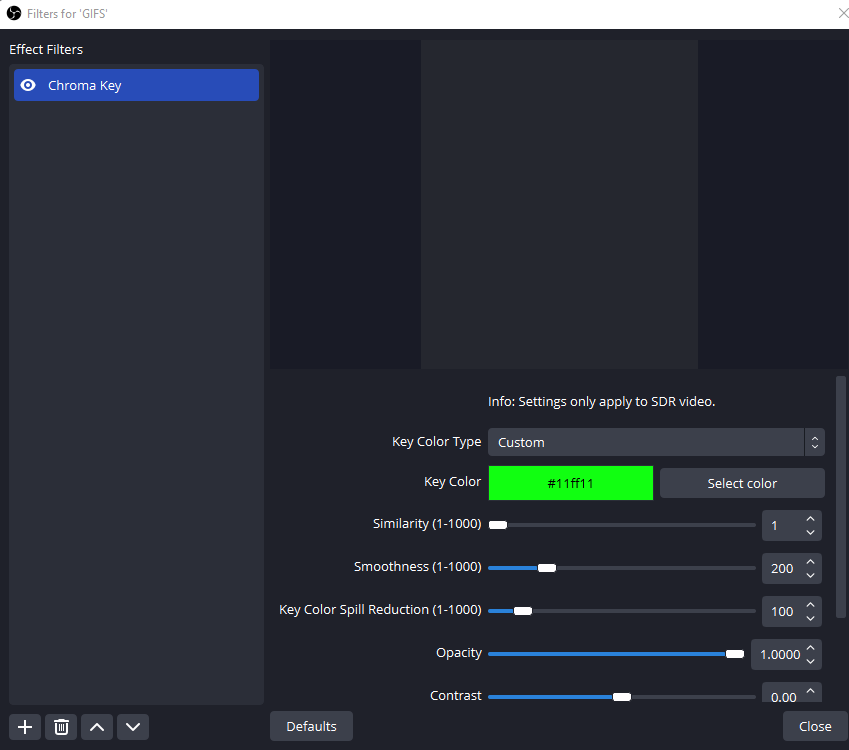 Filters for 'GIFS'
Effect Filters
Chroma Key
Info: Settings only apply to SDR video.
Key Color Type Custom
Key Color #11ff11 Select color
Similarity (1-1000) 1
Smoothness (1-1000) 200
Key Color Spill Reduction (1-1000) 100
Opacity 1.0000
Contrast 0.00
Defaults Close